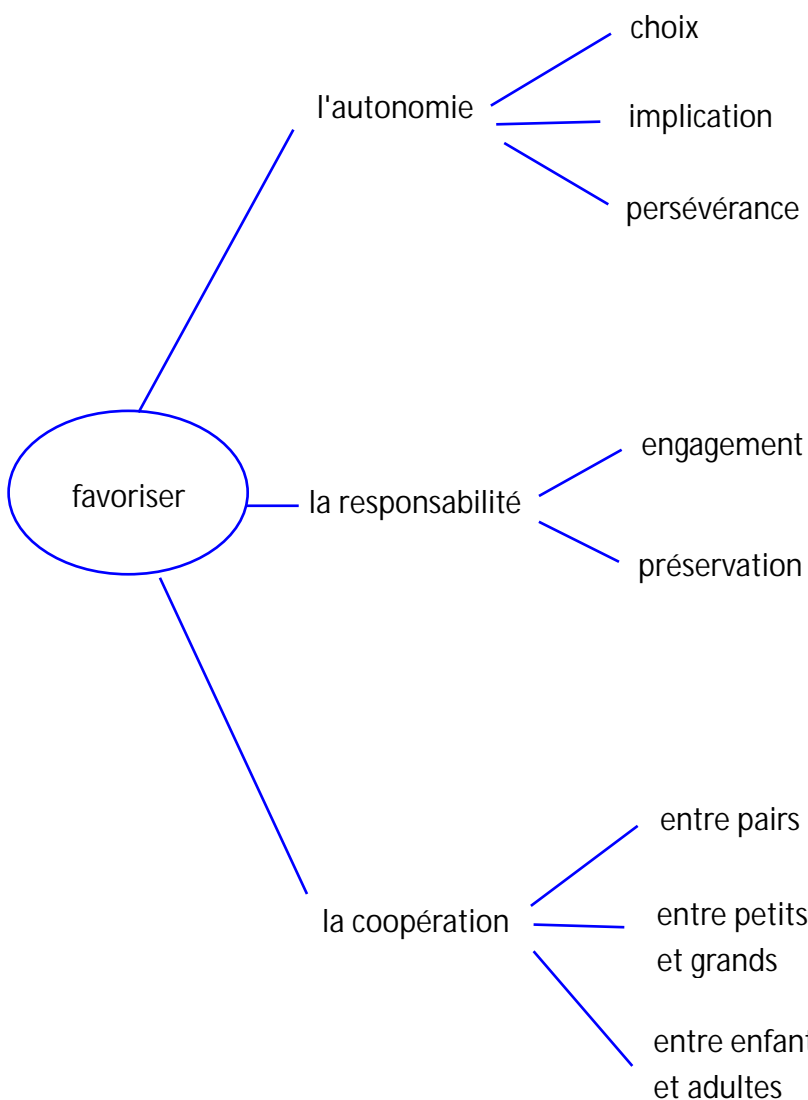 favoriser
l'autonomie
choix
implication
persévérance
la responsabilité
engagement
préservation
la coopération
entre pairs
entre petits
et grands
entre enfant
et adultes